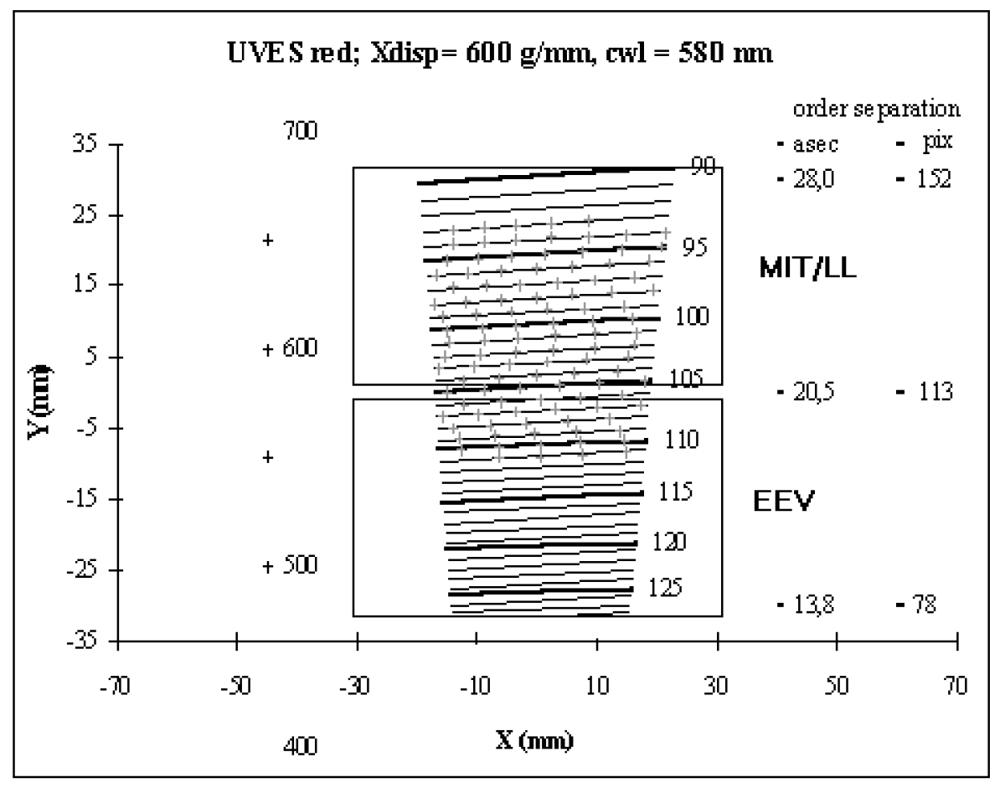 UVES red; Xdisp= 600 g/mm, cwl = 580 nm
order separation
- asec - pix
- 28,0 - 152
700
35
25
15
5
-5
-15
-25
-35
Y(mm)
90
95
100
105
110
115
120
125
MIT/LL
+ 600
- 20,5 - 113
EEV
+ 500
- 13,8 - 78
-70 -50 -30 -10 10 30 50 70
400
X (mm)